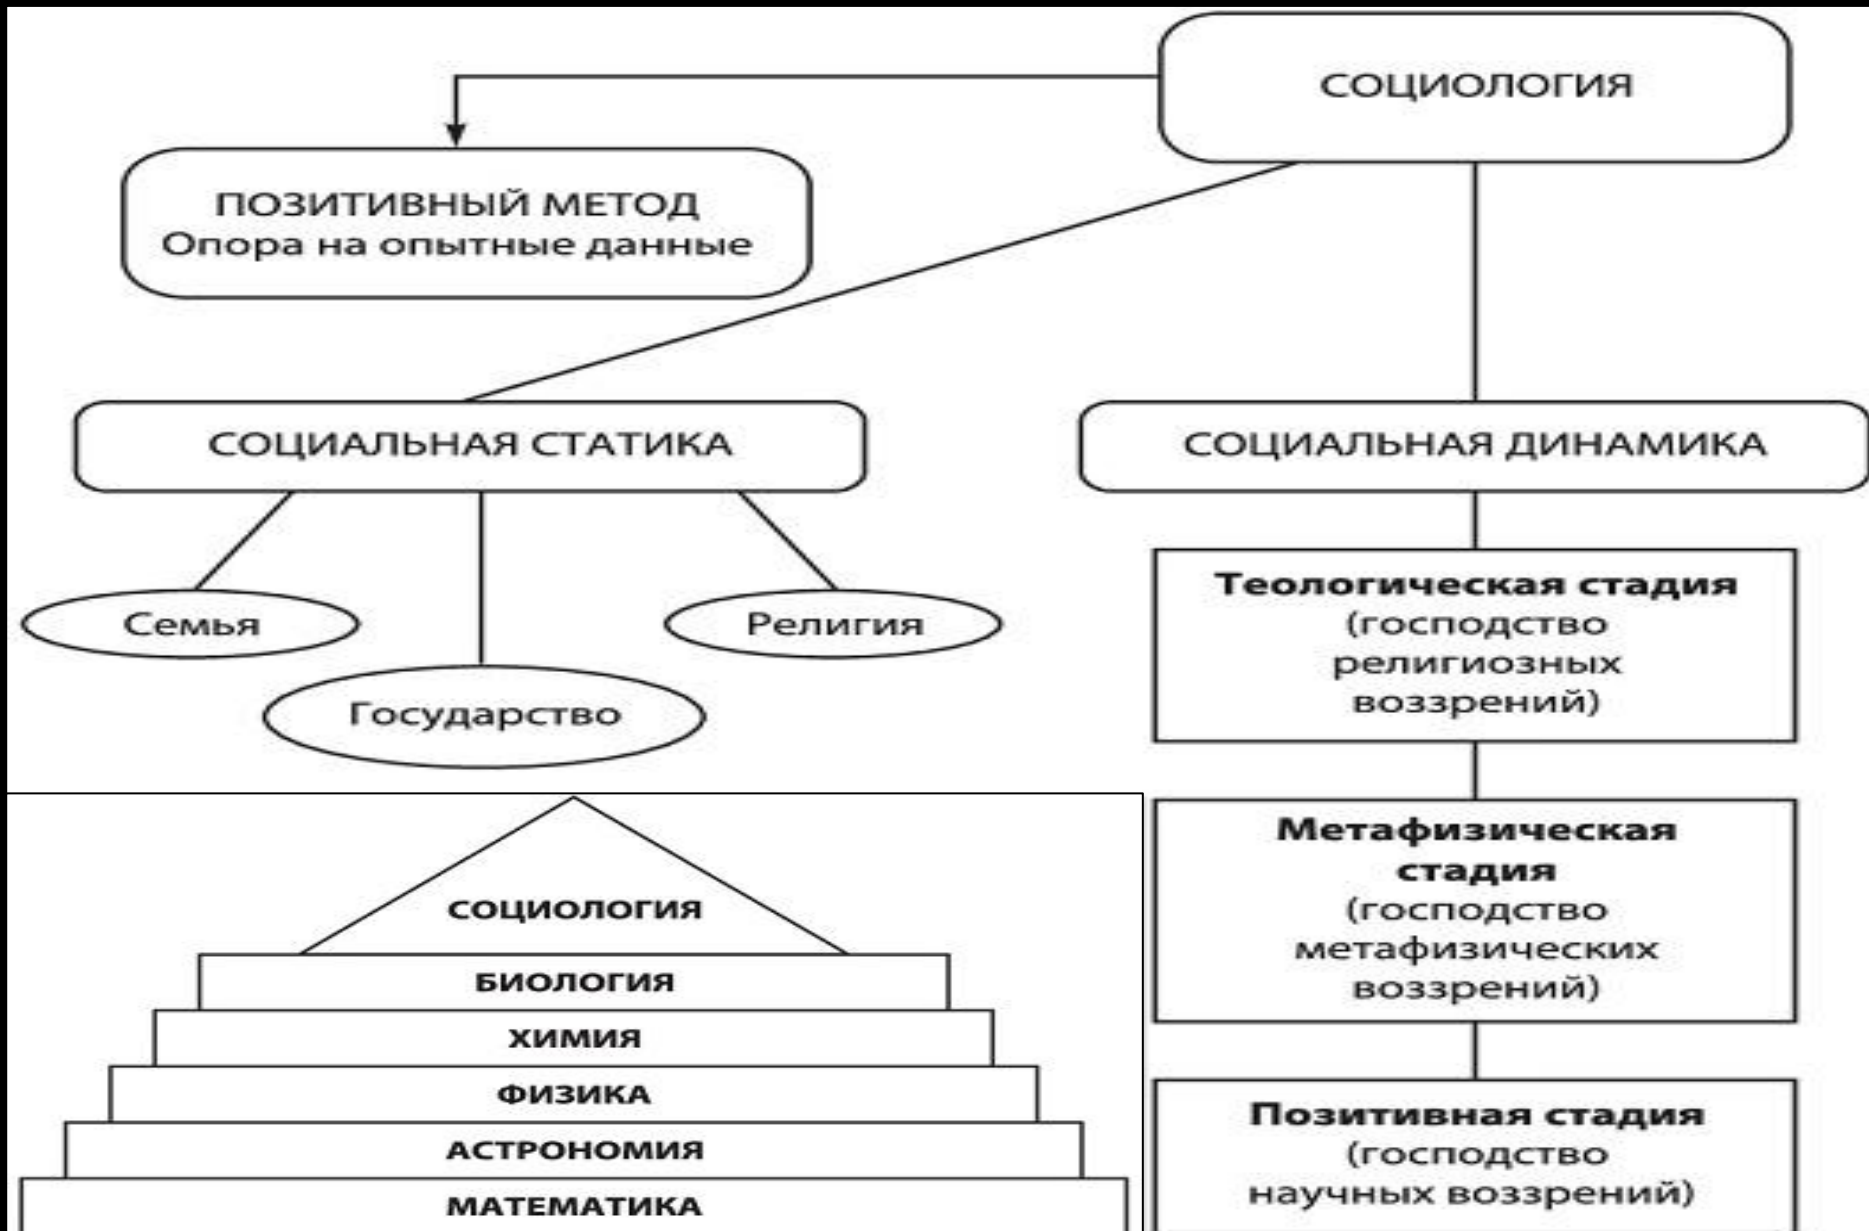 СОЦИОЛОГИЯ
ПОЗИТИВНЫЙ МЕТОД
Опора на опытные данные
СОЦИАЛЬНАЯ СТАТИКА
Семья
Государство
Религия
СОЦИАЛЬНАЯ ДИНАМИКА
Теологическая стадия
(господство
религиозных
воззрений)
Метафизическая
стадия
(господство
метафизических
воззрений)
Позитивная стадия
(господство
научных воззрений)
СОЦИОЛОГИЯ
БИОЛОГИЯ
ХИМИЯ
ФИЗИКА
АСТРОНОМИЯ
МАТЕМАТИКА